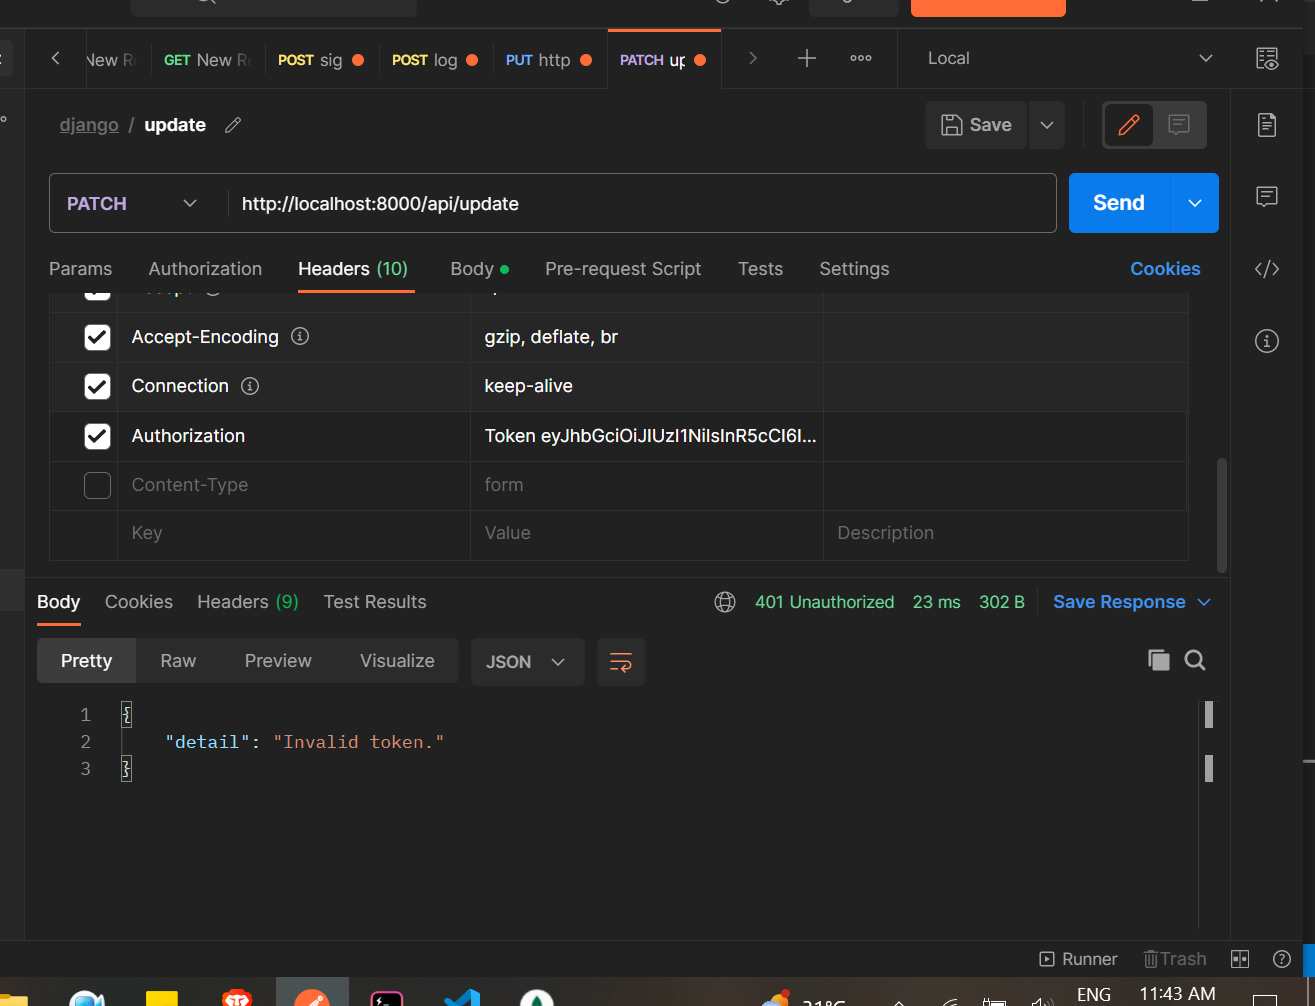 New R
GET New R
POST sig
POST log
PUT http
PATCH up
Local
django / update
Save
PATCH
http://localhost:8000/api/update
Send
Params
Authorization
Headers (10)
Body
Pre-request Script
Tests
Settings
Cookies
Accept-Encoding
gzip, deflate, br
Connection
keep-alive
Authorization
Token eyJhbGciOiJIUzI1NiIsInR5cCI6I...
Content-Type
form
Key
Value
Description
Body
Cookies
Headers (9)
Test Results
401 Unauthorized
23 ms
302 B
Save Response
Pretty
Raw
Preview
Visualize
JSON
1 {
2 "detail": "Invalid token."
3 }
Runner
Trash
ENG
11:43 AM